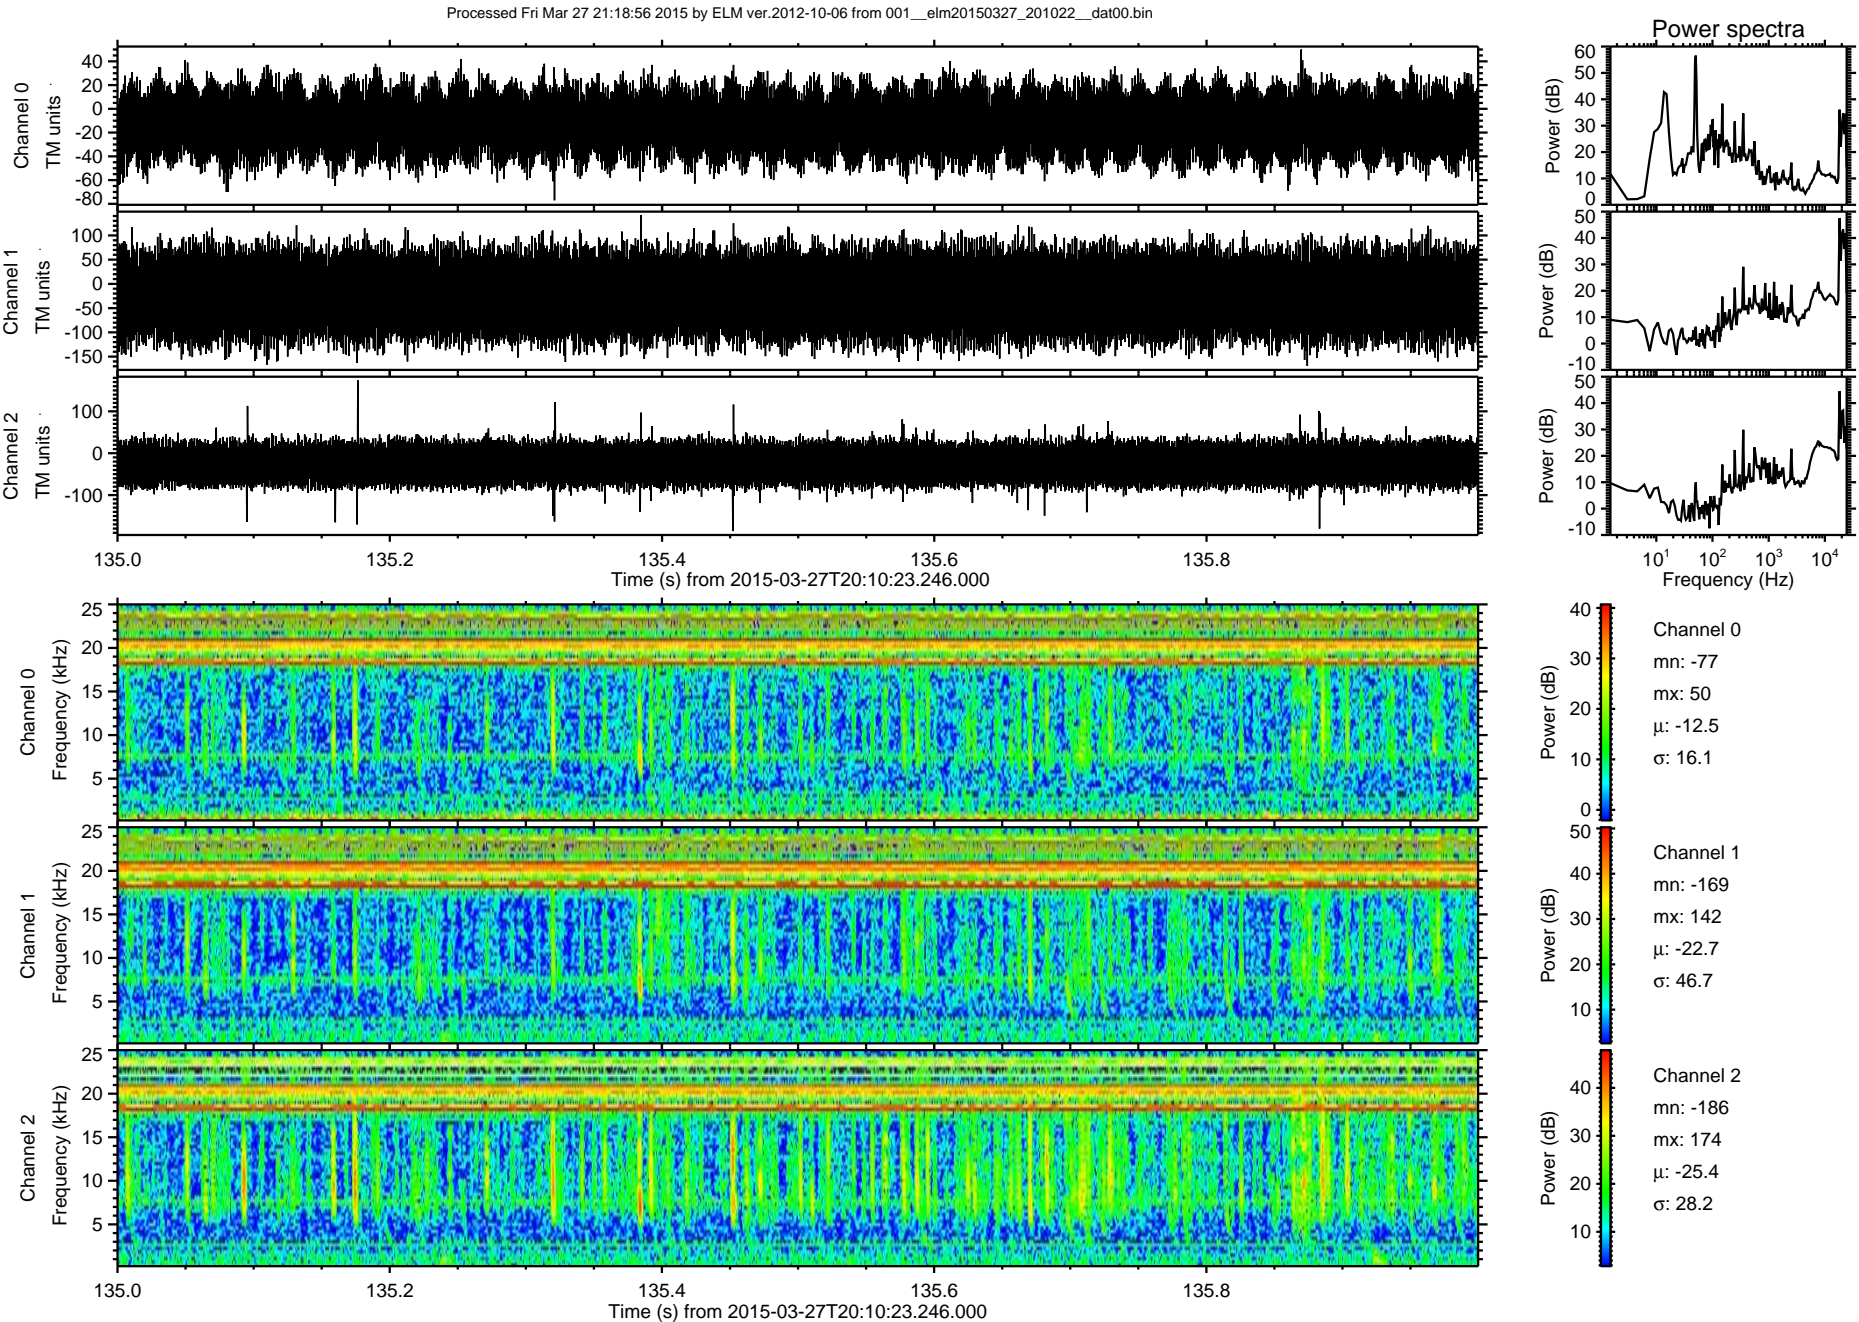 Processed Fri Mar 27 21:18:56 2015 by ELM ver.2012-10-06 from 001__elm20150327_201022__dat00.bin
Power spectra
Channel 0
TM units
40
20
0
-20
-40
-60
-80
Power (dB)
60
50
40
30
20
10
0
Channel 1
TM units
100
50
0
-50
-100
-150
Power (dB)
50
40
30
20
10
0
-10
Channel 2
TM units
100
0
-100
Power (dB)
50
40
30
20
10
0
-10
135.0 135.2 135.4 135.6 135.8
Time (s) from 2015-03-27T20:10:23.246.000
10¹ 10² 10³ 10⁴
Frequency (Hz)
Channel 0
Frequency (kHz)
25
20
15
10
5
Power (dB)
40
30
20
10
0
Channel 0
mn: -77
mx: 50
μ: -12.5
σ: 16.1
Channel 1
Frequency (kHz)
25
20
15
10
5
Power (dB)
50
40
30
20
10
Channel 1
mn: -169
mx: 142
μ: -22.7
σ: 46.7
Channel 2
Frequency (kHz)
25
20
15
10
5
Power (dB)
40
30
20
10
Channel 2
mn: -186
mx: 174
μ: -25.4
σ: 28.2
135.0 135.2 135.4 135.6 135.8
Time (s) from 2015-03-27T20:10:23.246.000